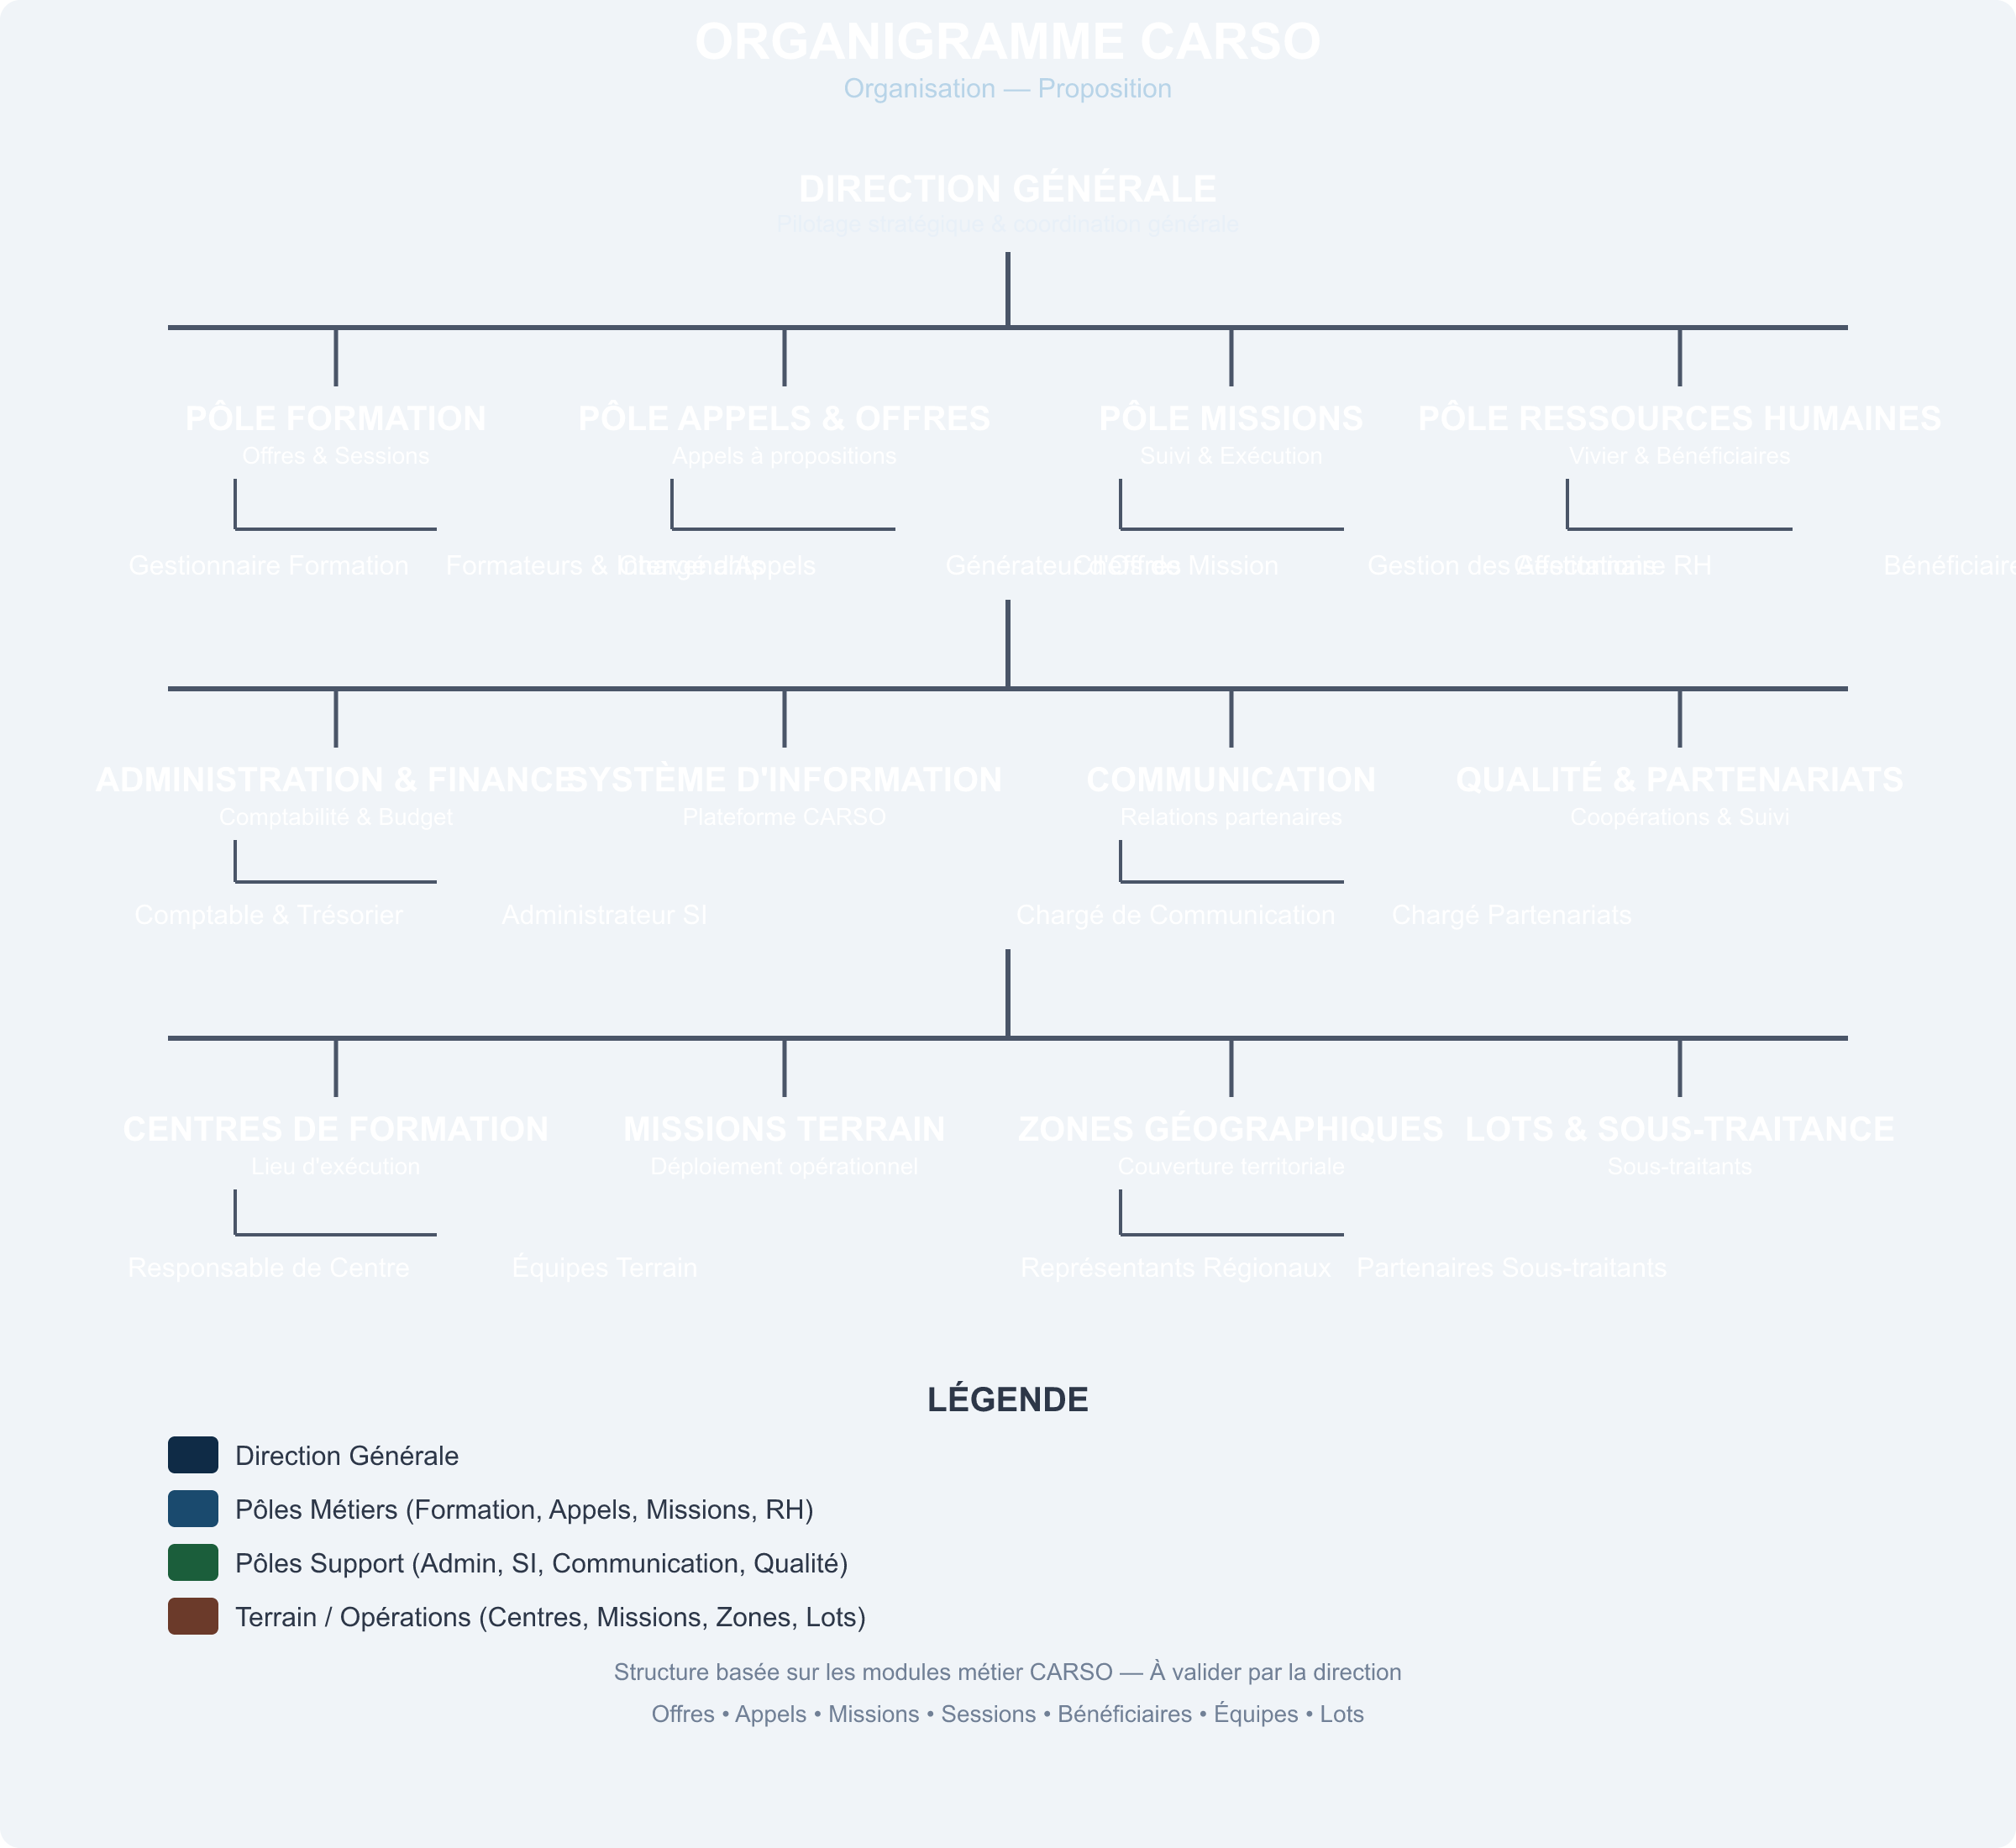 ORGANIGRAMME CARSO
Organisation — Proposition
DIRECTION GÉNÉRALE
Pilotage stratégique & coordination générale
PÔLE FORMATION
PÔLE APPELS & OFFRES
PÔLE MISSIONS
PÔLE RESSOURCES HUMAINES
Offres & Sessions
Appels à propositions
Suivi & Exécution
Vivier & Bénéficiaires
Gestionnaire Formation
Formateurs & Intervenants
Chargé d'Appels
Générateur d'Offres
Chef de Mission
Gestion des
Gestionnaire RH
ADMINISTRATION & FINANCE
SYSTÈME D'INFORMATION
COMMUNICATION
QUALITÉ & PARTENARIATS
Comptabilité & Budget
Plateforme CARSO
Relations partenaires
Coopérations & Suivi
Comptable & Trésorier
Administrateur SI
Chargé de Communication
Chargé Partenariats
CENTRES DE FORMATION
MISSIONS TERRAIN
ZONES GÉOGRAPHIQUES
LOTS & SOUS-TRAITANCE
Lieu d'exécution
Déploiement opérationnel
Couverture territoriale
Sous-traitants
Responsable de Centre
Équipes Terrain
Représentants Régionaux
Partenaires Sous-traitants
LÉGENDE
Direction Générale
Pôles Métiers (Formation, Appels, Missions, RH)
Pôles Support (Admin, SI, Communication, Qualité)
Terrain / Opérations (Centres, Missions, Zones, Lots)
Structure basée sur les modules métier CARSO — À valider par la direction
Offres • Appels • Missions • Sessions • Bénéficiaires • Équipes • Lots